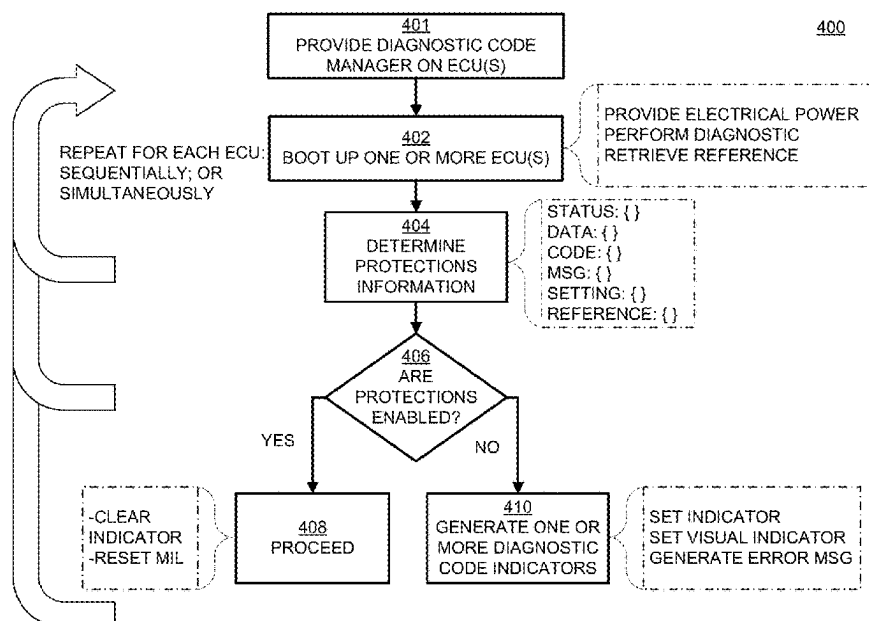 400
401
PROVIDE DIAGNOSTIC CODE
MANAGER ON ECU(S)
402
BOOT UP ONE OR MORE ECU(S)
PROVIDE ELECTRICAL POWER
PERFORM DIAGNOSTIC
RETRIEVE REFERENCE
REPEAT FOR EACH ECU:
SEQUENTIALLY; OR
SIMULTANEOUSLY
404
DETERMINE
PROTECTIONS
INFORMATION
STATUS: { }
DATA: { }
CODE: { }
MSG: { }
SETTING: { }
REFERENCE: { }
406
ARE
PROTECTIONS
ENABLED?
YES
NO
-CLEAR
INDICATOR
-RESET MIL
408
PROCEED
410
GENERATE ONE OR
MORE DIAGNOSTIC
CODE INDICATORS
SET INDICATOR
SET VISUAL INDICATOR
GENERATE ERROR MSG